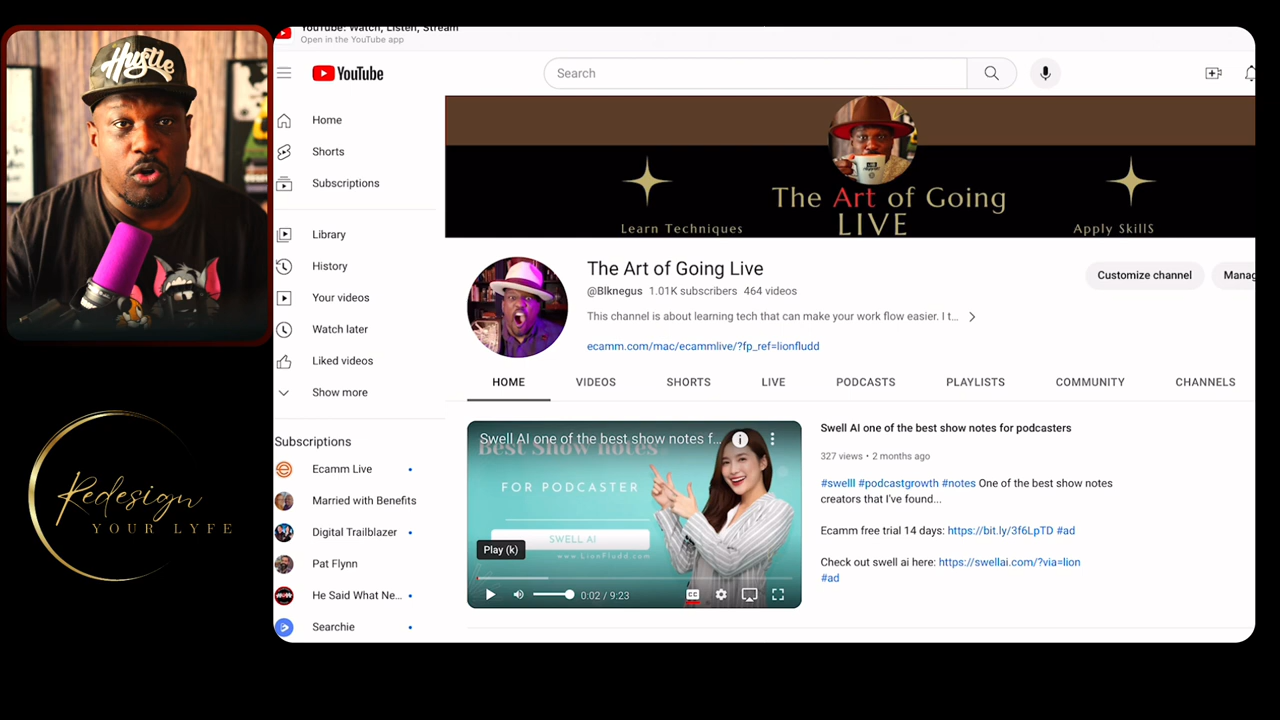 Hustle
Redesign
YOUR LYFE
YouTube: Watch, Listen, Stream
Open in the YouTube app
YouTube
Search
Home
Shorts
Subscriptions
Library
History
Your videos
Watch later
Liked videos
Show more
Subscriptions
Ecamm Live
Married with Benefits
Digital Trailblazer
Pat Flynn
He Said What Ne...
Searchie
The Art of Going
LIVE
Learn Techniques
Apply Skills
The Art of Going Live
@Blknegus 1.01K subscribers 464 videos
Customize channel
Manag
This channel is about learning tech that can make your work flow easier. I t...
ecamm.com/mac/ecammlive/?fp_ref=lionfludd
HOME
VIDEOS
SHORTS
LIVE
PODCASTS
PLAYLISTS
COMMUNITY
CHANNELS
Swell AI one of the best show notes f...
Best Show notes
FOR PODCASTER
SWELL AI
www.LionFludd.com
Play (k)
0:02 / 9:23
Swell AI one of the best show notes for podcasters
327 views • 2 months ago
#swelll #podcastgrowth #notes One of the best show notes
creators that I've found...
Ecamm free trial 14 days: https://bit.ly/3f6LpTD #ad
Check out swell ai here: https://swellai.com/?via=lion
#ad